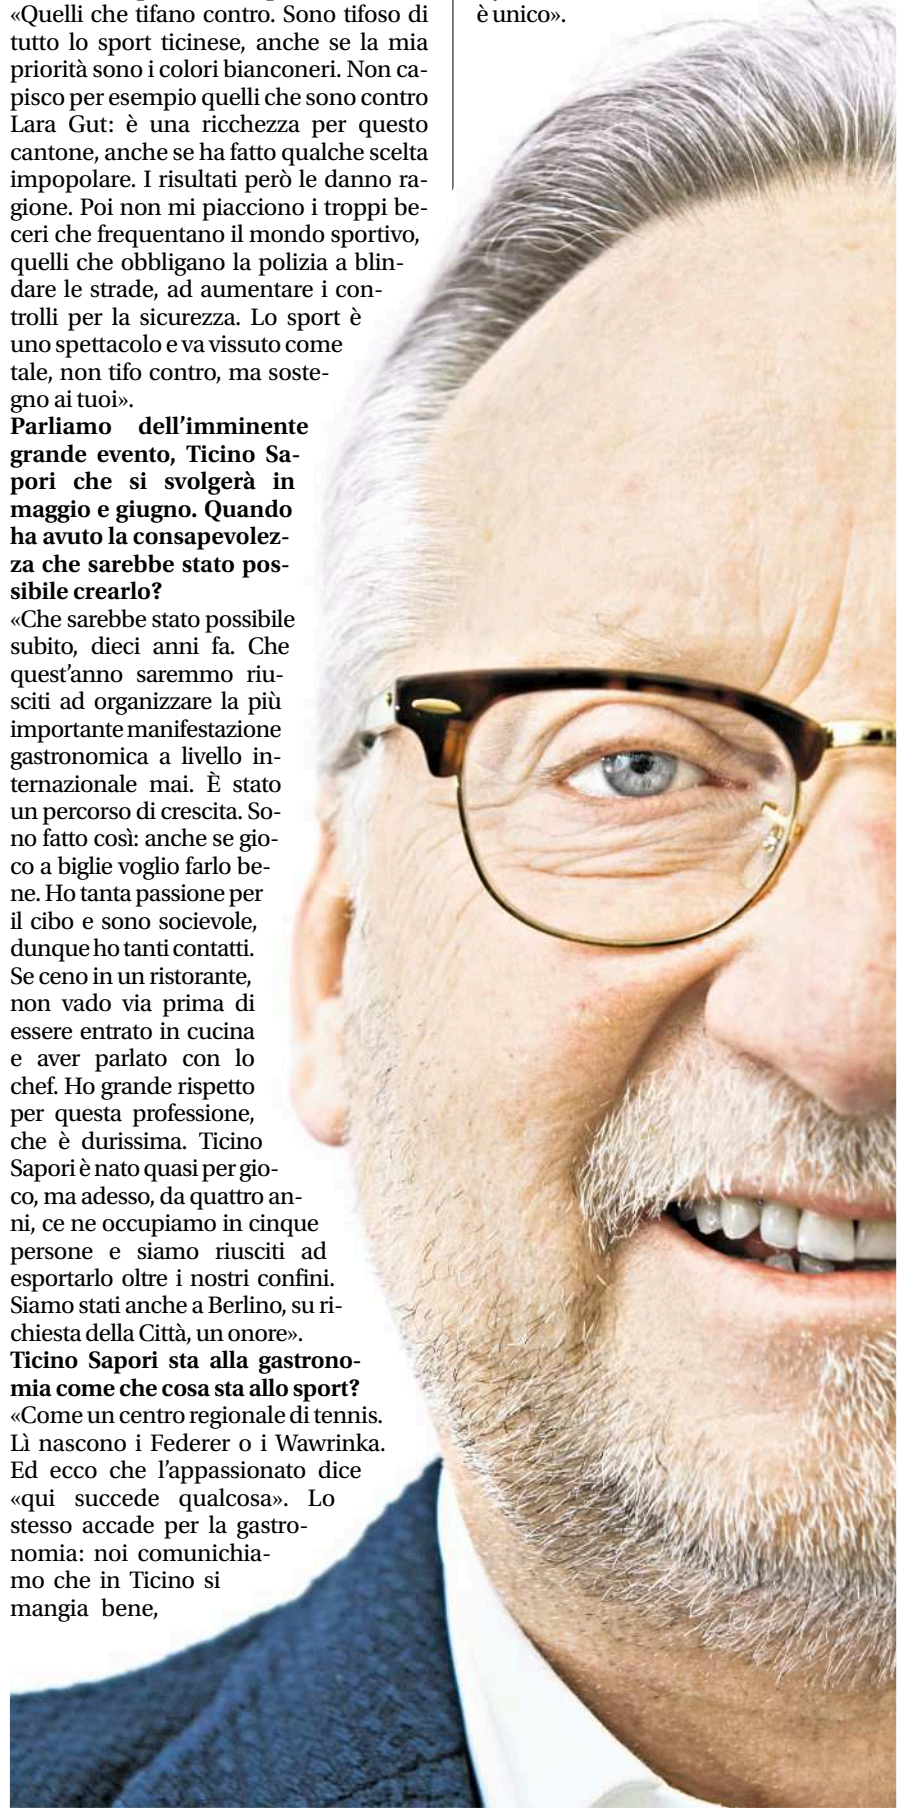 «Quelli che tifano contro. Sono tifoso di
tutto lo sport ticinese, anche se la mia
priorità sono i colori bianconeri. Non ca-
pisco per esempio quelli che sono contro
Lara Gut: è una ricchezza per questo
cantone, anche se ha fatto qualche scelta
impopolare. I risultati però le danno ra-
gione. Poi non mi piacciono i troppi be-
ceri che frequentano il mondo sportivo,
quelli che obbligano la polizia a blin-
dare le strade, ad aumentare i con-
trolli per la sicurezza. Lo sport è
uno spettacolo e va vissuto come
tale, non tifo contro, ma soste-
gno ai tuoi».
Parliamo dell'imminente
grande evento, Ticino Sa-
pori che si svolgerà in
maggio e giugno. Quando
ha avuto la consapevolez-
za che sarebbe stato pos-
sibile crearlo?
«Che sarebbe stato possibile
subito, dieci anni fa. Che
quest'anno saremmo riu-
sciti ad organizzare la più
importante manifestazione
gastronomica a livello in-
ternazionale mai. È stato
un percorso di crescita. So-
no fatto così: anche se gio-
co a biglie voglio farlo be-
ne. Ho tanta passione per
il cibo e sono socievole,
dunque ho tanti contatti.
Se ceno in un ristorante,
non vado via prima di
essere entrato in cucina
e aver parlato con lo
chef. Ho grande rispetto
per questa professione,
che è durissima. Ticino
Sapori è nato quasi per gio-
co, ma adesso, da quattro an-
ni, ce ne occupiamo in cinque
persone e siamo riusciti ad
esportarlo oltre i nostri confini.
Siamo stati anche a Berlino, su ri-
chiesta della Città, un onore».
Ticino Sapori sta alla gastrono-
mia come che cosa sta allo sport?
«Come un centro regionale di tennis.
Lì nascono i Federer o i Wawrinka.
Ed ecco che l'appassionato dice
«qui succede qualcosa». Lo
stesso accade per la gastro-
nomia: noi comunichia-
mo che in Ticino si
mangia bene,
è unico».